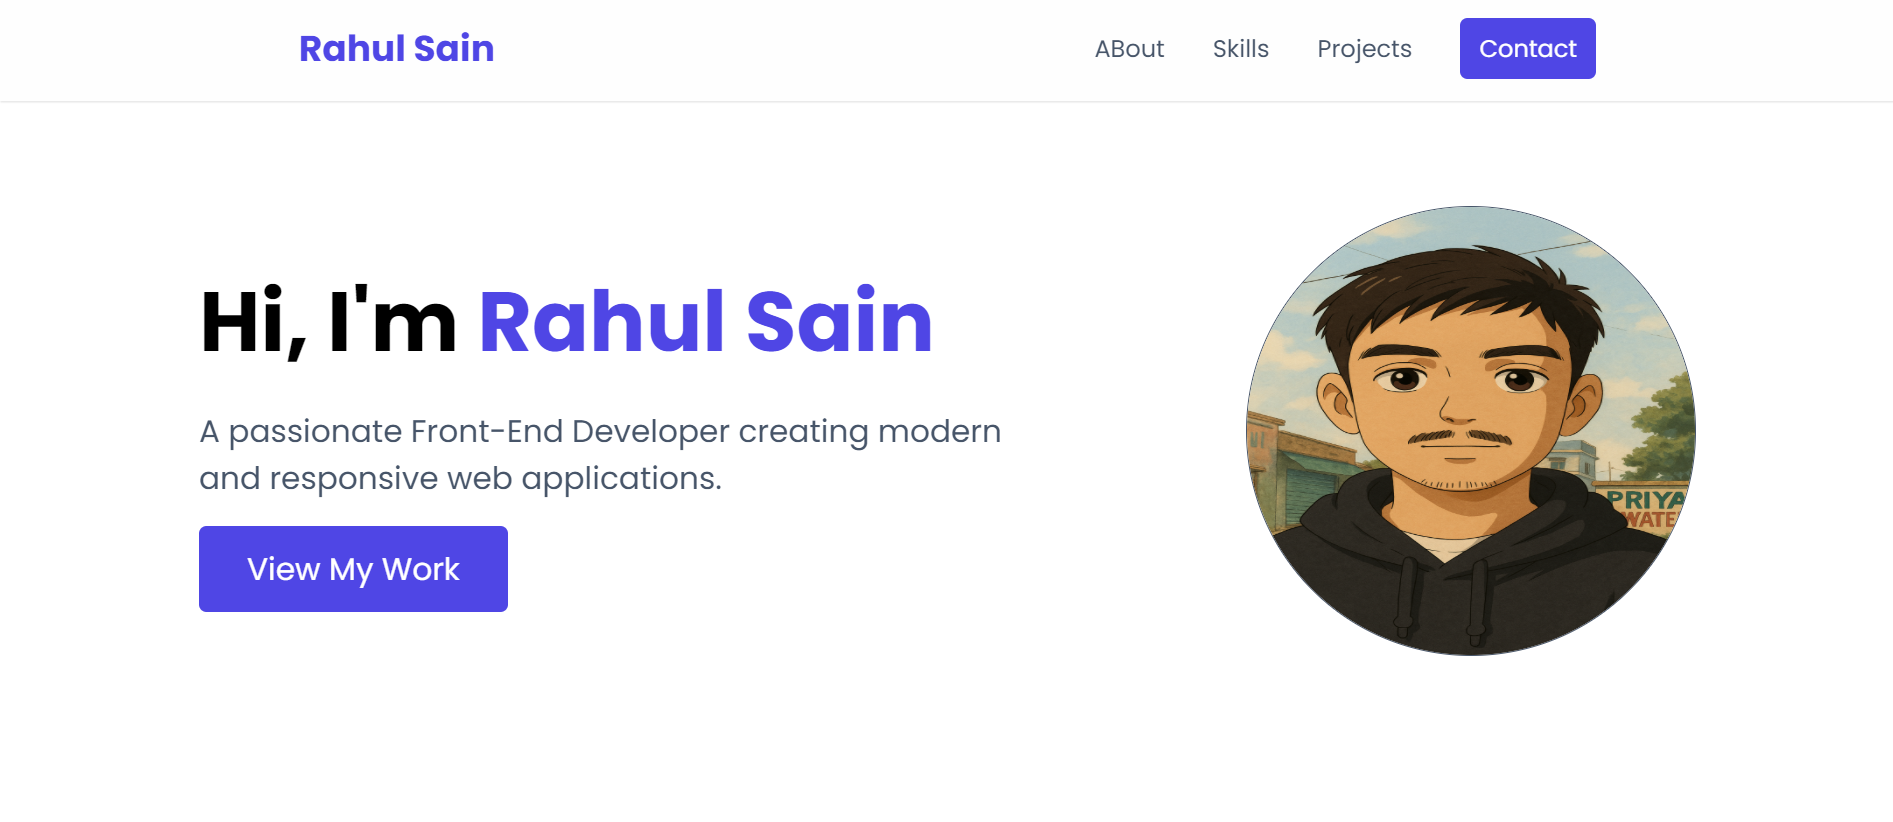 Rahul Sain
ABout
Skills
Projects
Contact
Hi, I'm Rahul Sain
A passionate Front-End Developer creating modern
and responsive web applications.
View My Work
PRIYA
WATE